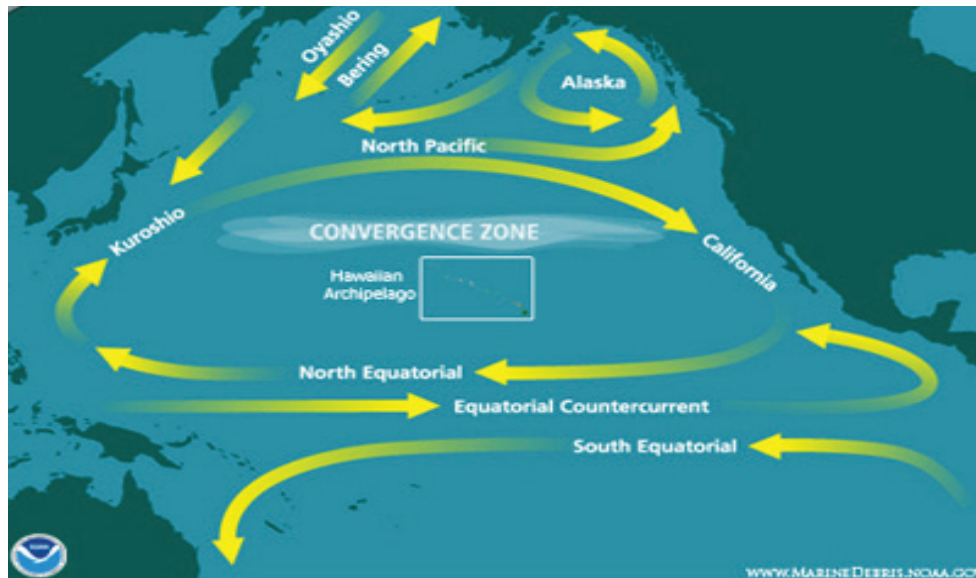 Oyashio
Bering
Alaska
North Pacific
Kuroshio
CONVERGENCE ZONE
California
Hawaiian
Archipelago
North Equatorial
Equatorial Countercurrent
South Equatorial
WWW.MARINEDEBRIS.NOAA.GO